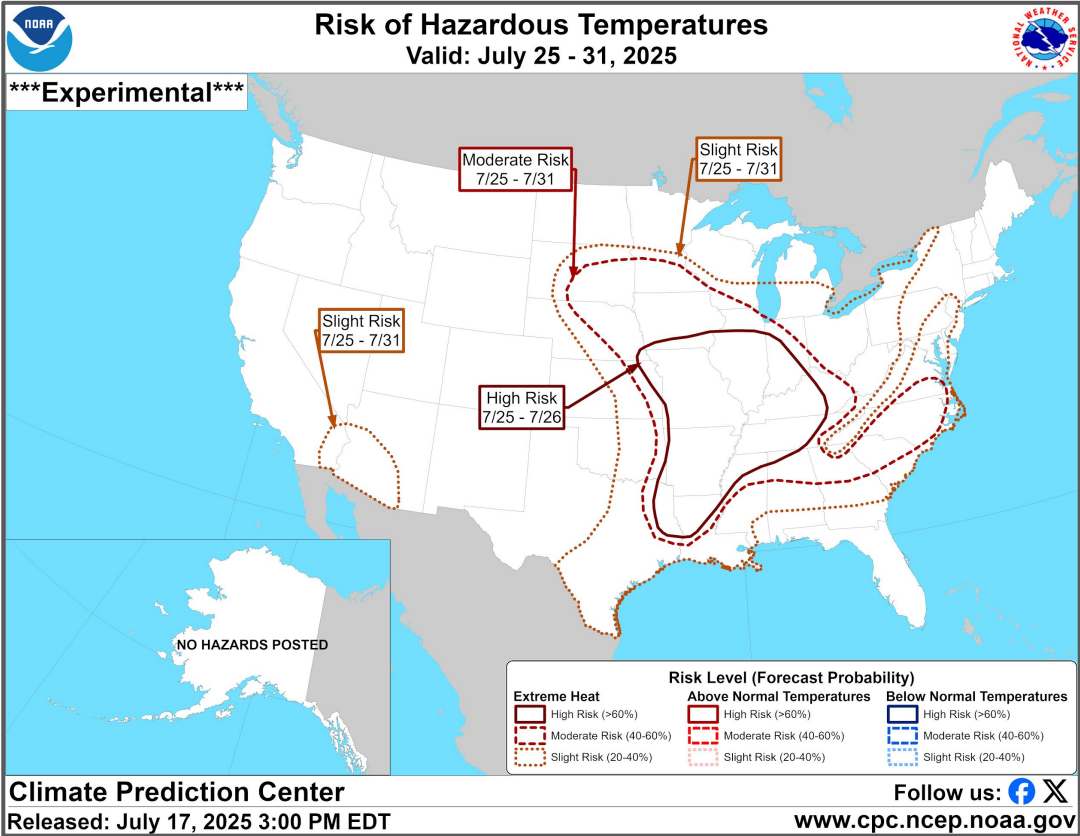 NOAA
Risk of Hazardous Temperatures
Valid: July 25 - 31, 2025
NATIONAL WEATHER SERVICE
***Experimental***
Moderate Risk
7/25 - 7/31
Slight Risk
7/25 - 7/31
Slight Risk
7/25 - 7/31
High Risk
7/25 - 7/26
NO HAZARDS POSTED
Risk Level (Forecast Probability)
Extreme Heat
High Risk (>60%)
Moderate Risk (40-60%)
Slight Risk (20-40%)
Above Normal Temperatures
High Risk (>60%)
Moderate Risk (40-60%)
Slight Risk (20-40%)
Below Normal Temperatures
High Risk (>60%)
Moderate Risk (40-60%)
Slight Risk (20-40%)
Climate Prediction Center
Follow us:
Released: July 17, 2025 3:00 PM EDT
www.cpc.ncep.noaa.gov